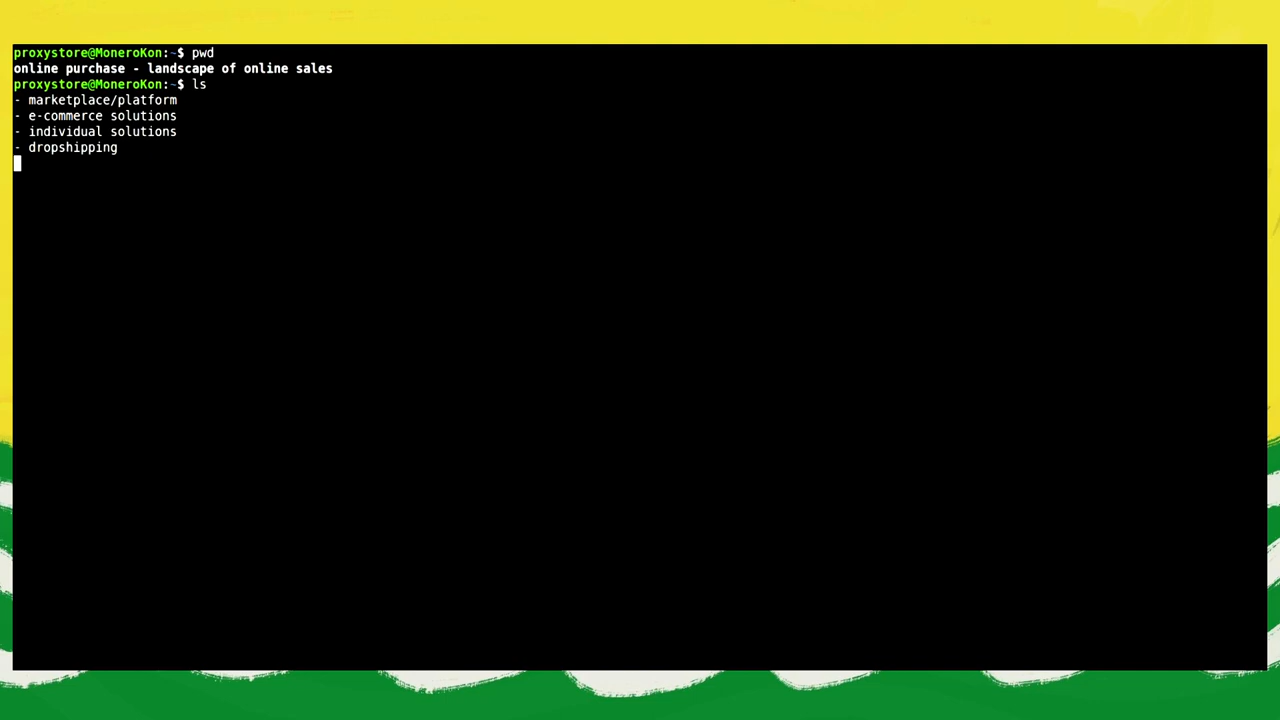 proxystore@MoneroKon:~$ pwd
online purchase - landscape of online sales
proxystore@MoneroKon:~$ ls
- marketplace/platform
- e-commerce solutions
- individual solutions
- dropshipping